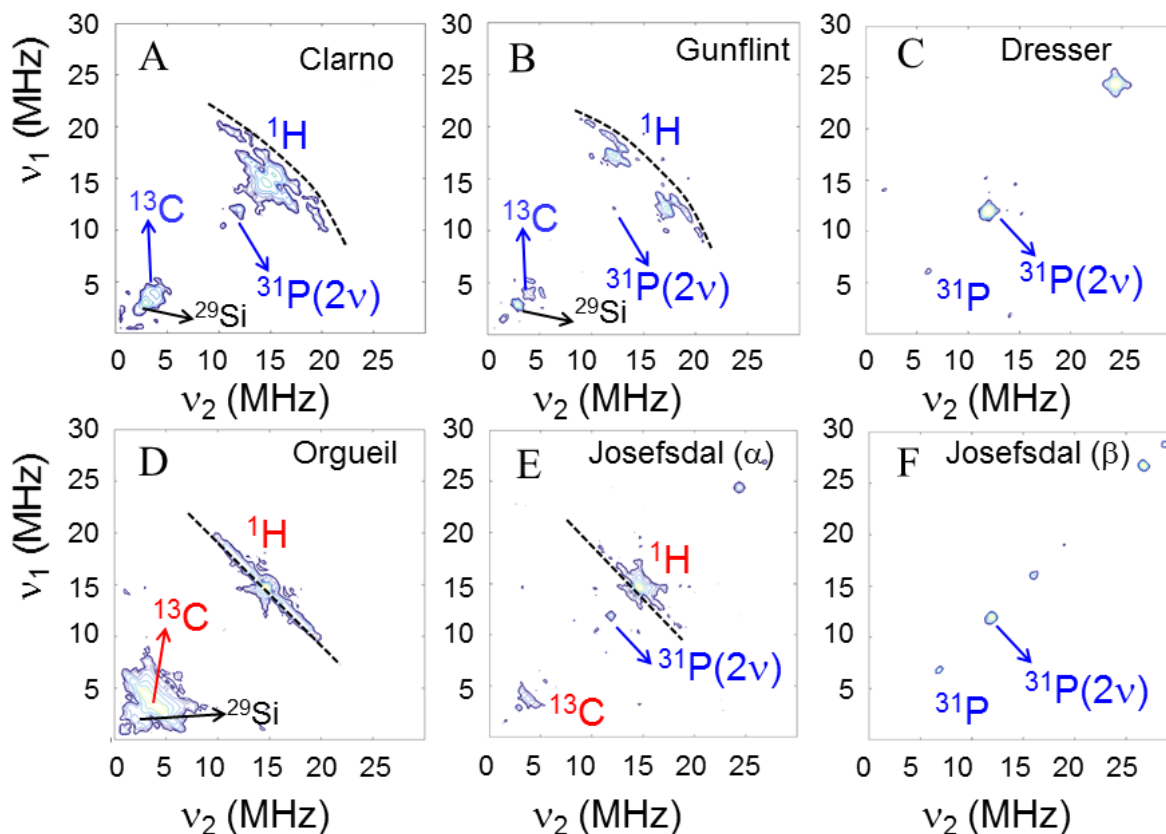 30 30 30
A Clarno
B Gunflint
C Dresser
25 25 25
20 20 20
15 15 15
10 10 10
5 5 5
ν₁ (MHz)
¹H
¹³C
³¹P(2ν)
²⁹Si
¹H
¹³C
³¹P(2ν)
²⁹Si
³¹P
³¹P(2ν)
0 5 10 15 20 25
0 5 10 15 20 25
0 5 10 15 20 25
ν₂ (MHz) ν₂ (MHz) ν₂ (MHz)
30 30 30
D Orgueil
E Josefsdal (α)
F Josefsdal (β)
25 25 25
20 20 20
15 15 15
10 10 10
5 5 5
ν₁ (MHz)
¹H
¹³C
²⁹Si
¹H
³¹P(2ν)
¹³C
³¹P
³¹P(2ν)
0 5 10 15 20 25
0 5 10 15 20 25
0 5 10 15 20 25
ν₂ (MHz) ν₂ (MHz) ν₂ (MHz)